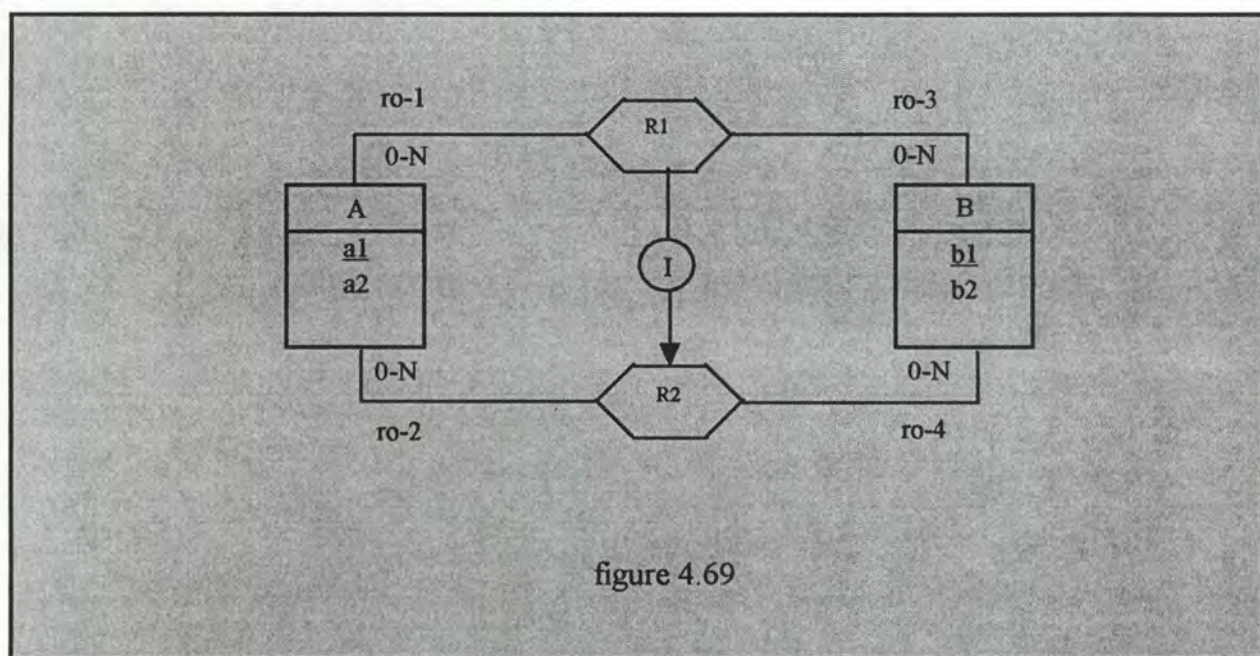 ro-1
R1
ro-3
0-N
0-N
A
B
a1
a2
I
b1
b2
0-N
0-N
R2
ro-2
ro-4
figure 4.69